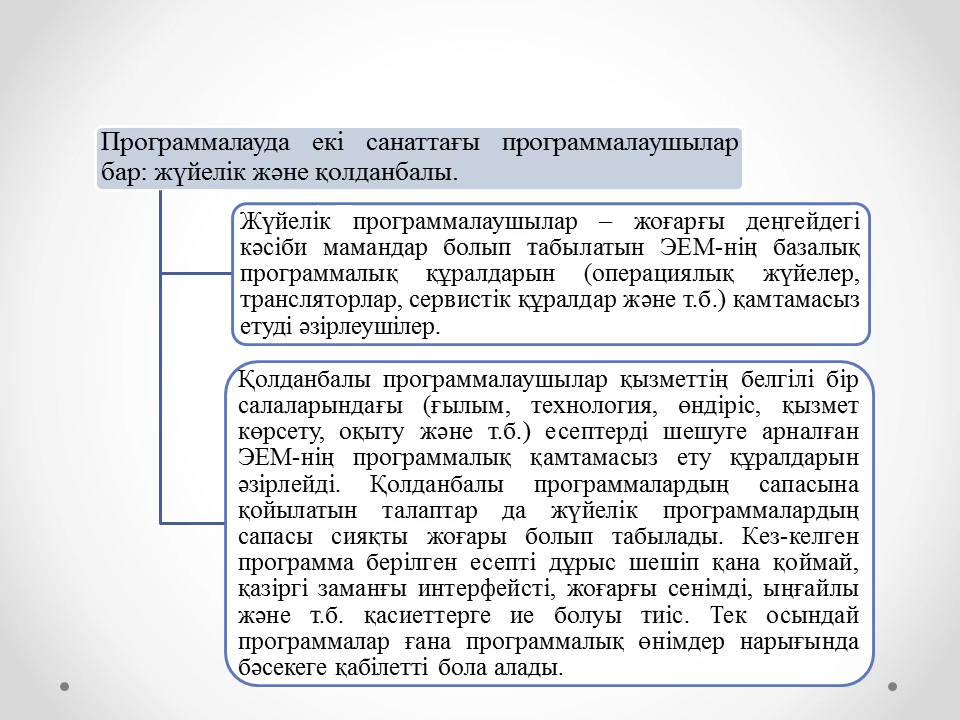 Программалауда екі санаттағы программалаушылар
бар: жүйелік және қолданбалы.
Жүйелік программалаушылар – жоғарғы деңгейдегі
кәсіби мамандар болып табылатын ЭЕМ-нің базалық
программалық құралдарын (операциялық жүйелер,
трансляторлар, сервистік құралдар және т.б.) қамтамасыз
етуді әзірлеушілер.
Қолданбалы программалаушылар қызметтің белгілі бір
салаларындағы (ғылым, технология, өндіріс, қызмет
көрсету, оқыту және т.б.) есептерді шешуге арналған
ЭЕМ-нің программалық қамтамасыз ету құралдарын
әзірлейді. Қолданбалы программалардың сапасына
қойылатын талаптар да жүйелік программалардың
сапасы сияқты жоғары болып табылады. Кез-келген
программа берілген есепті дұрыс шешіп қана қоймай,
қазіргі заманғы интерфейсті, жоғарғы сенімді, ыңғайлы
және т.б. қасиеттерге ие болуы тиіс. Тек осындай
программалар ғана программалық өнімдер нарығында
бәсекеге қабілетті бола алады.